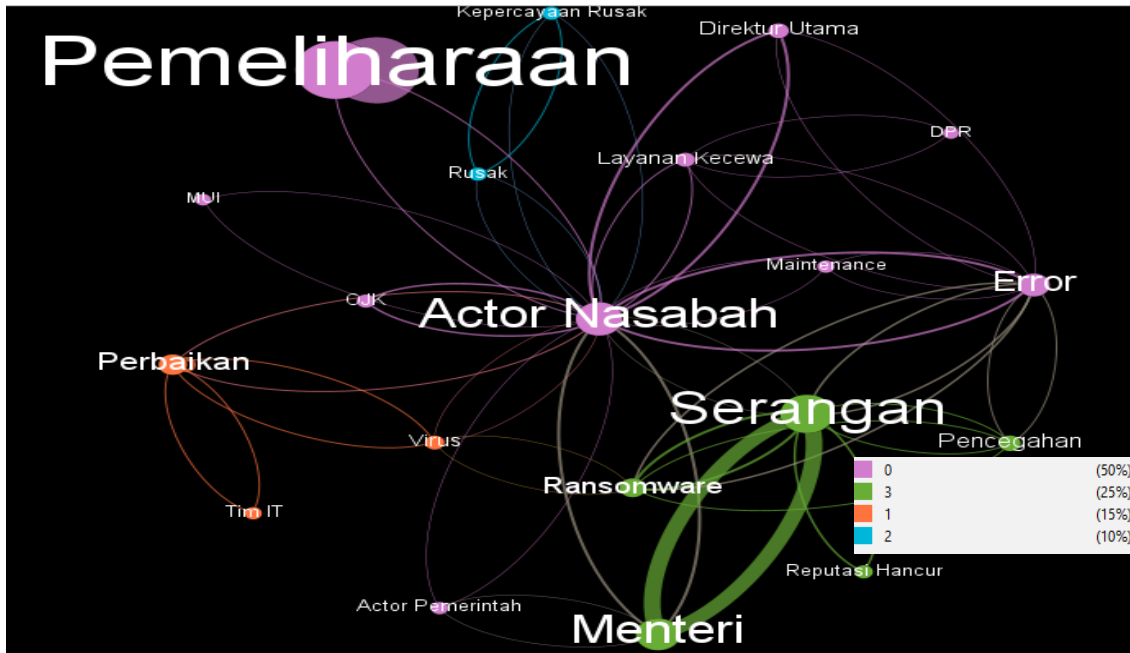 Kepercayaan Rusak
Direktur Utama
Pemeliharaan
DPR
Layanan Kecewa
Rusak
MUI
Maintenance
Error
OJK
Actor Nasabah
Perbaikan
Serangan
Virus
Pencegahan
0 (50%)
3 (25%)
1 (15%)
2 (10%)
Ransomware
Tim IT
Reputasi Hancur
Actor Pemerintah
Menteri